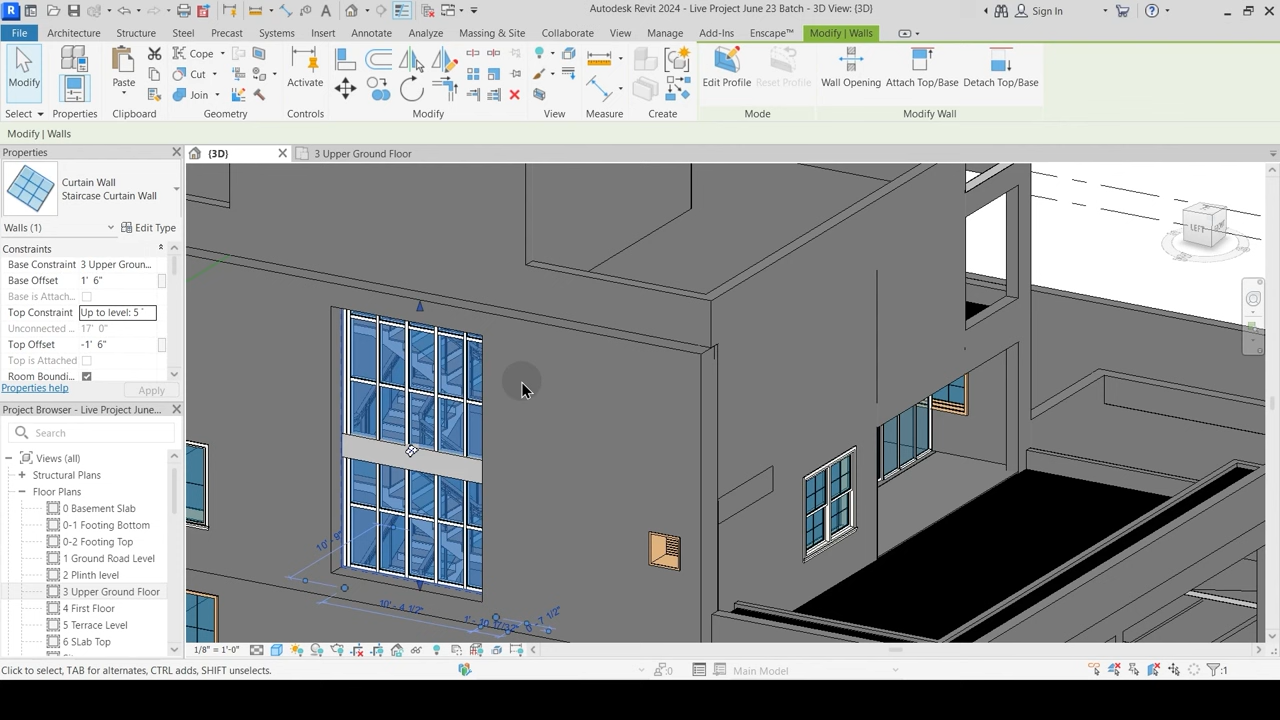 Autodesk Revit 2024 - Live Project June 23 Batch - 3D View: {3D}
Sign In
File Architecture Structure Steel Precast Systems Insert Annotate Analyze Massing & Site Collaborate View Manage Add-Ins Enscape™ Modify | Walls
Modify
Select
Properties
Paste
Clipboard
Cope
Cut
Join
Geometry
Activate
Controls
Modify
View
Measure
Create
Edit Profile
Reset Profile
Mode
Wall Opening
Attach Top/Base
Detach Top/Base
Modify Wall
Modify | Walls
Properties
{3D}
3 Upper Ground Floor
Curtain Wall
Staircase Curtain Wall
Walls (1)
Edit Type
Constraints
Base Constraint 3 Upper Groun...
Base Offset 1' 6"
Base is Attach...
Top Constraint Up to level: 5 '
Unconnected ... 17' 0"
Top Offset -1' 6"
Top is Attached
Room Boundi...
Properties help
Apply
Project Browser - Live Project June...
Search
Views (all)
Structural Plans
Floor Plans
0 Basement Slab
0-1 Footing Bottom
0-2 Footing Top
1 Ground Road Level
2 Plinth level
3 Upper Ground Floor
4 First Floor
5 Terrace Level
6 SLab Top
LEFT
10' - 4 1/2"
1/8" = 1'-0"
Click to select, TAB for alternates, CTRL adds, SHIFT unselects.
:0
Main Model
:1